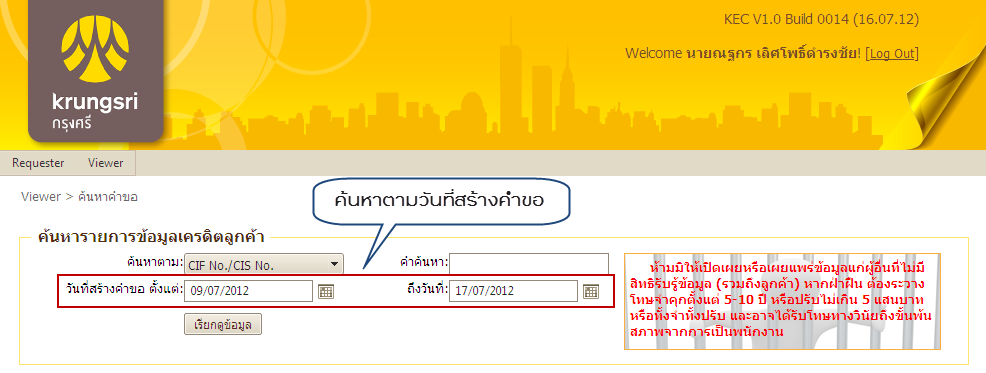 KEC V1.0 Build 0014 (16.07.12)
Welcome นายณฐกร เลิศโพธิ์ดำรงชัย! [Log Out]
krungsri
กรุงศรี
Requester Viewer
Viewer > ค้นหาคำขอ
ค้นหาตามวันที่สร้างคำขอ
ค้นหารายการข้อมูลเครดิตลูกค้า
ค้นหาตาม: CIF No./CIS No. คำค้นหา:
วันที่สร้างคำขอ ตั้งแต่: 09/07/2012 ถึงวันที่: 17/07/2012
เรียกดูข้อมูล
ห้ามมิให้เปิดเผยหรือเผยแพร่ข้อมูลแก่ผู้อื่นที่ไม่มี
สิทธิรับรู้ข้อมูล (รวมถึงลูกค้า) หากฝ่าฝืน ต้องระวาง
โทษจำคุกตั้งแต่ 5-10 ปี หรือปรับไม่เกิน 5 แสนบาท
หรือทั้งจำทั้งปรับ และอาจได้รับโทษทางวินัยถึงขั้นพ้น
สภาพจากการเป็นพนักงาน